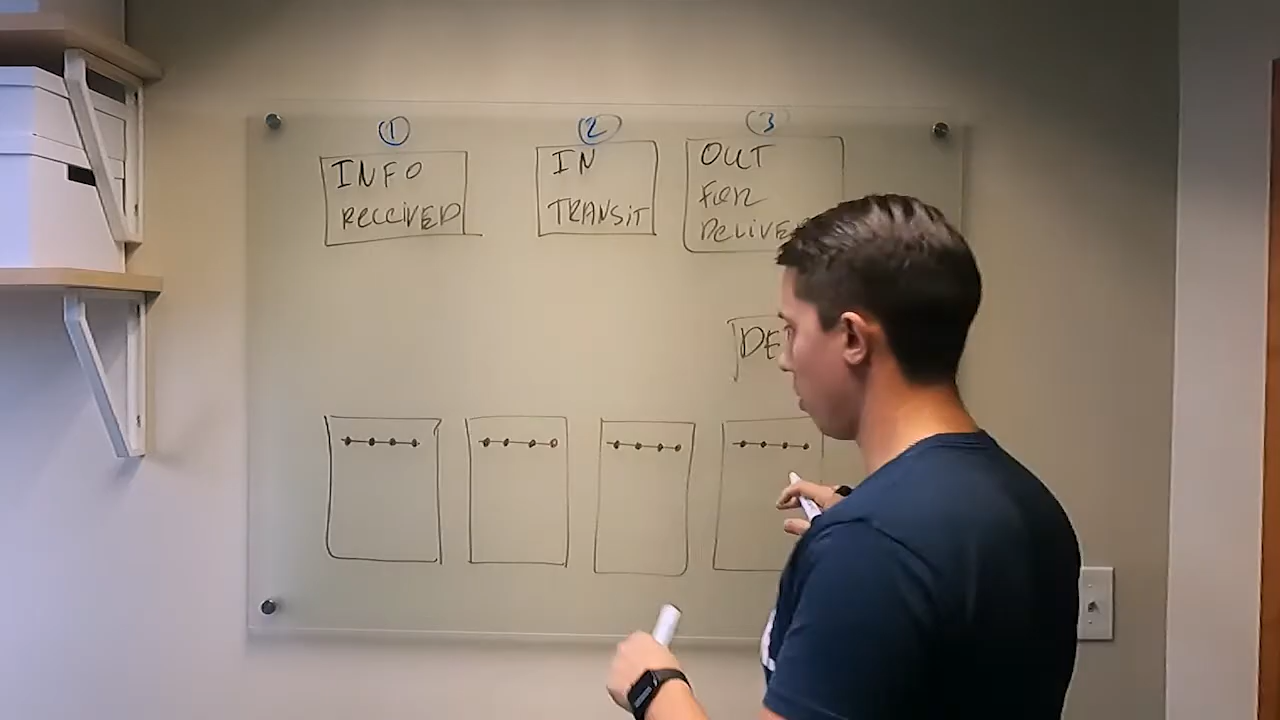 1
INFO
RECEIVED
2
IN
TRANSIT
3
OUT
FOR